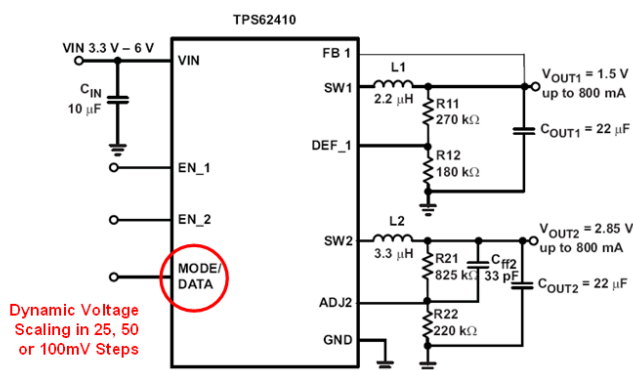 TPS62410
VIN 3.3 V – 6 V
VIN
CIN
10 µF
EN_1
EN_2
MODE/
DATA
Dynamic Voltage
Scaling in 25, 50
or 100mV Steps
FB 1
SW1
DEF_1
SW2
ADJ2
GND
L1
2.2 µH
R11
270 kΩ
R12
180 kΩ
VOUT1 = 1.5 V
up to 800 mA
COUT1 = 22 µF
L2
3.3 µH
R21
825 kΩ
Cff2
33 pF
R22
220 kΩ
VOUT2 = 2.85 V
up to 800 mA
COUT2 = 22 µF